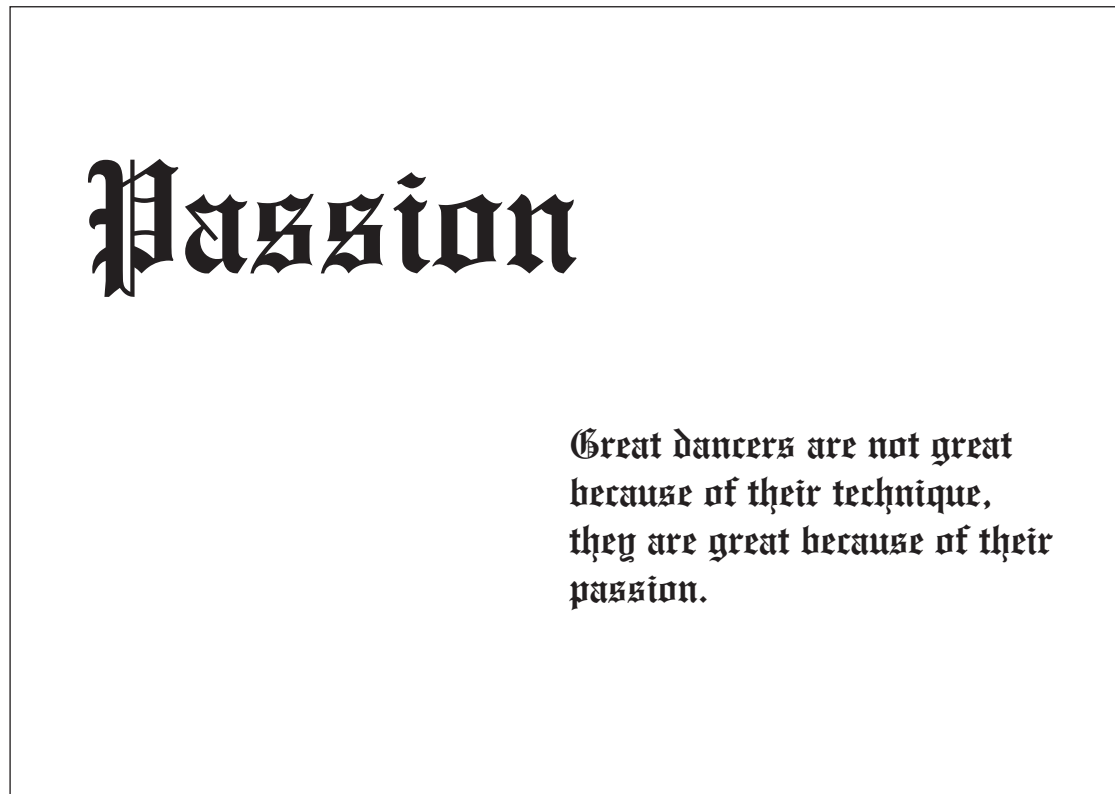 Passion
Great dancers are not great
because of their technique,
they are great because of their
passion.